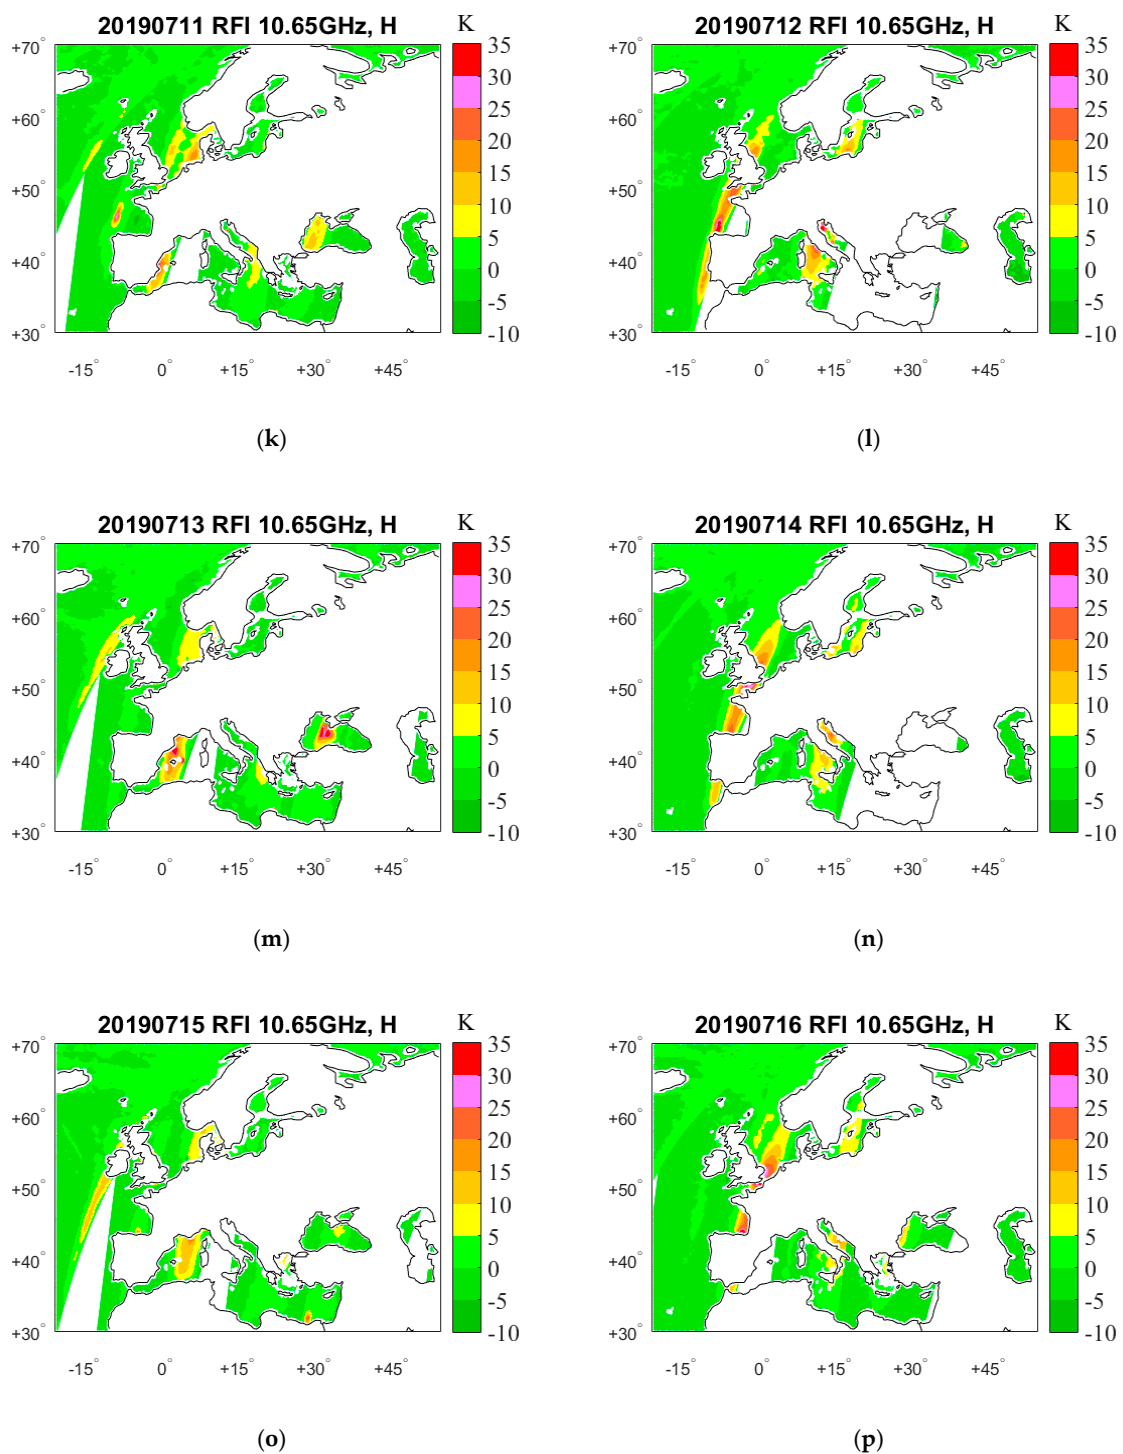 20190711 RFI 10.65GHz, H K
+70° +60° +50° +40° +30°
35 30 25 20 15 10 5 0 -5 -10
-15° 0° +15° +30° +45°
(k)
20190712 RFI 10.65GHz, H K
+70° +60° +50° +40° +30°
35 30 25 20 15 10 5 0 -5 -10
-15° 0° +15° +30° +45°
(l)
20190713 RFI 10.65GHz, H K
+70° +60° +50° +40° +30°
35 30 25 20 15 10 5 0 -5 -10
-15° 0° +15° +30° +45°
(m)
20190714 RFI 10.65GHz, H K
+70° +60° +50° +40° +30°
35 30 25 20 15 10 5 0 -5 -10
-15° 0° +15° +30° +45°
(n)
20190715 RFI 10.65GHz, H K
+70° +60° +50° +40° +30°
35 30 25 20 15 10 5 0 -5 -10
-15° 0° +15° +30° +45°
(o)
20190716 RFI 10.65GHz, H K
+70° +60° +50° +40° +30°
35 30 25 20 15 10 5 0 -5 -10
-15° 0° +15° +30° +45°
(p)